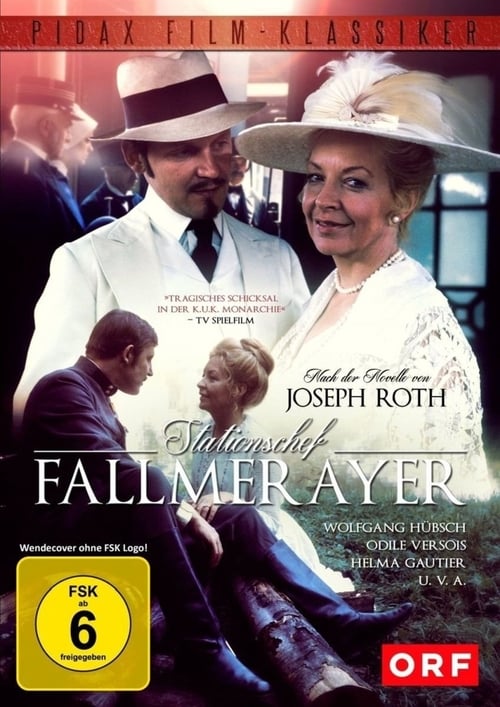 PIDAX FILM-KLASSIKER
»TRAGISCHES SCHICKSAL
IN DER K.U.K. MONARCHIE«
– TV SPIELFILM
Nach der Novelle von
JOSEPH ROTH
Stationschef
FALLMERAYER
WOLFGANG HÜBSCH
ODILE VERSOIS
HELMA GAUTIER
U. V. A.
Wendecover ohne FSK Logo!
FSK
ab
6
freigegeben
ORF